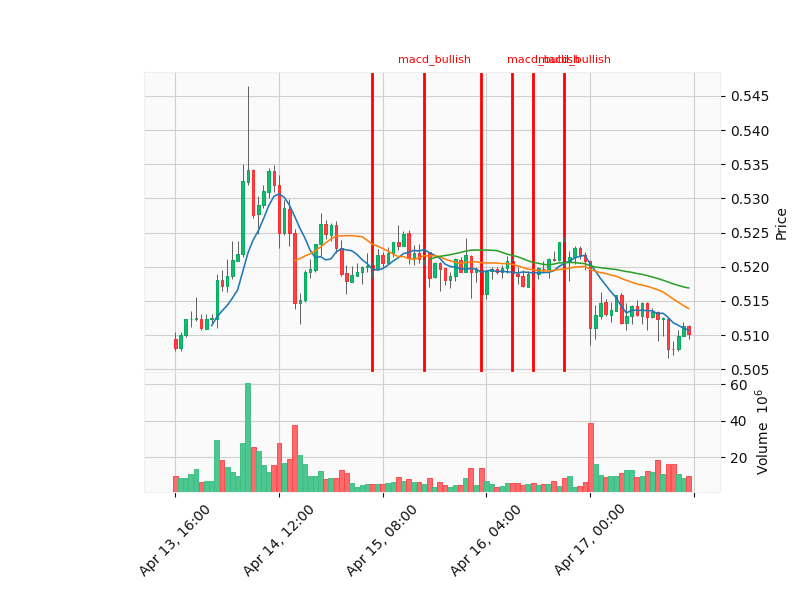 macd_bullish
macd_bullish
macd_bullish
0.545
0.540
0.535
0.530
0.525
0.520
0.515
0.510
0.505
Price
60
40
20
Volume 10^6
Apr 13, 16:00
Apr 14, 12:00
Apr 15, 08:00
Apr 16, 04:00
Apr 17, 00:00